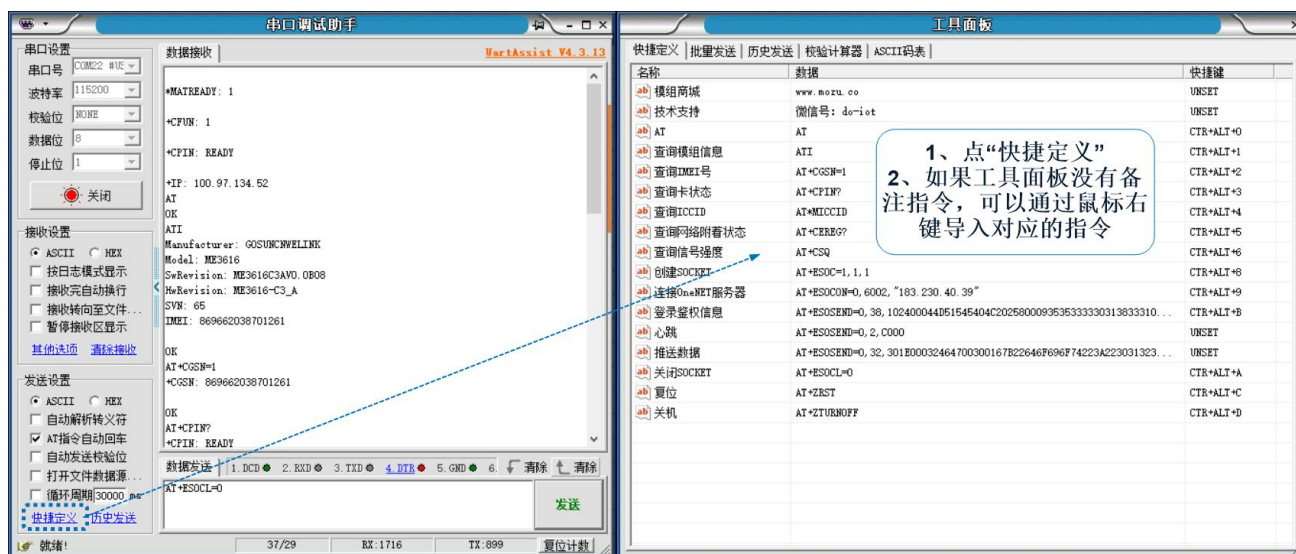 串口调试助手
串口设置
串口号 COM22 #US
波特率 115200
校验位 NONE
数据位 8
停止位 1
关闭
接收设置
ASCII HEX
按日志模式显示
接收完自动换行
接收转向至文件...
暂停接收区显示
其他选项 清除接收
发送设置
ASCII HEX
自动解析转义符
AT指令自动回车
自动发送校验位
打开文件数据源...
循环周期 30000 ms
快捷定义 历史发送
数据接收 UartAssist V4.3.13
*MATREADY: 1
+CFUN: 1
+CPIN: READY
+IP: 100.97.134.52
AT
OK
ATI
Manufacturer: GOSUNCNWELINK
Model: ME3616
SwRevision: ME3616C3AV0.0B08
HwRevision: ME3616-C3_A
SVN: 65
IMEI: 869662038701261
OK
AT+CGSN=1
+CGSN: 869662038701261
OK
AT+CPIN?
+CPIN: READY
数据发送 1.DCD 2.RXD 3.TXD 4.DTR 5.GND 6. 清除 清除
AT+ESOCL=0
发送
就绪! 37/29 RX:1716 TX:899 复位计数
工具面板
快捷定义 批量发送 历史发送 校验计算器 ASCII码表
名称 数据 快捷键
模组商城 www.mozu.co UNSET
技术支持 微信号: do-iot UNSET
AT AT CTR+ALT+0
查询模组信息 ATI CTR+ALT+1
查询IMEI号 AT+CGSN=1 CTR+ALT+2
查询卡状态 AT+CPIN? CTR+ALT+3
查询ICCID AT*MICCID CTR+ALT+4
查询网络附着状态 AT+CEREG? CTR+ALT+5
查询信号强度 AT+CSQ CTR+ALT+6
创建SOCKET AT+ESOC=1,1,1 CTR+ALT+8
连接OneNET服务器 AT+ESOCON=0,6002,"183.230.40.39" CTR+ALT+9
登录鉴权信息 AT+ESOSEND=0,38,102400044D51545404C20258000935353333303138333310... CTR+ALT+B
心跳 AT+ESOSEND=0,2,C000 UNSET
推送数据 AT+ESOSEND=0,32,301E00032464700300167B22646F696F74223A223031323... UNSET
关闭SOCKET AT+ESOCL=0 CTR+ALT+A
复位 AT+ZRST CTR+ALT+C
关机 AT+ZTURNOFF CTR+ALT+D
1、点“快捷定义”
2、如果工具面板没有备
注指令，可以通过鼠标右
键导入对应的指令